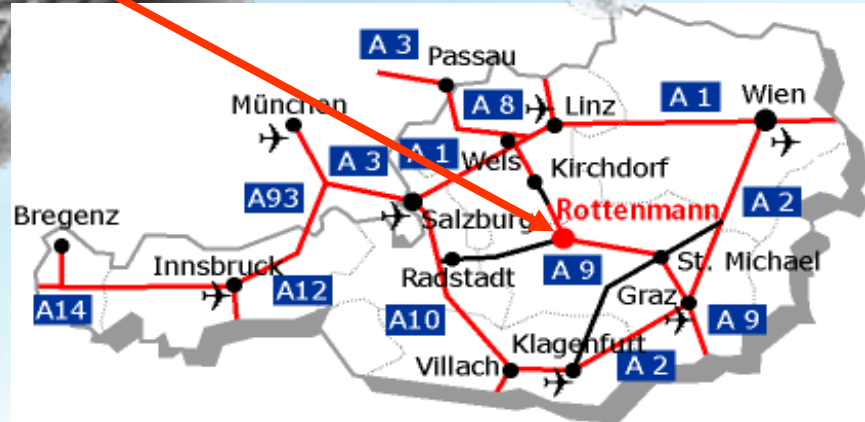 A 3
Passau
München
A 8
Linz
A 1
Wien
A 3
A 1
Wels
Kirchdorf
A93
Bregenz
Salzburg
Rottenmann
A 2
Innsbruck
Radstadt
A 9
St. Michael
A14
A12
Graz
A10
A 9
Klagenfurt
Villach
A 2